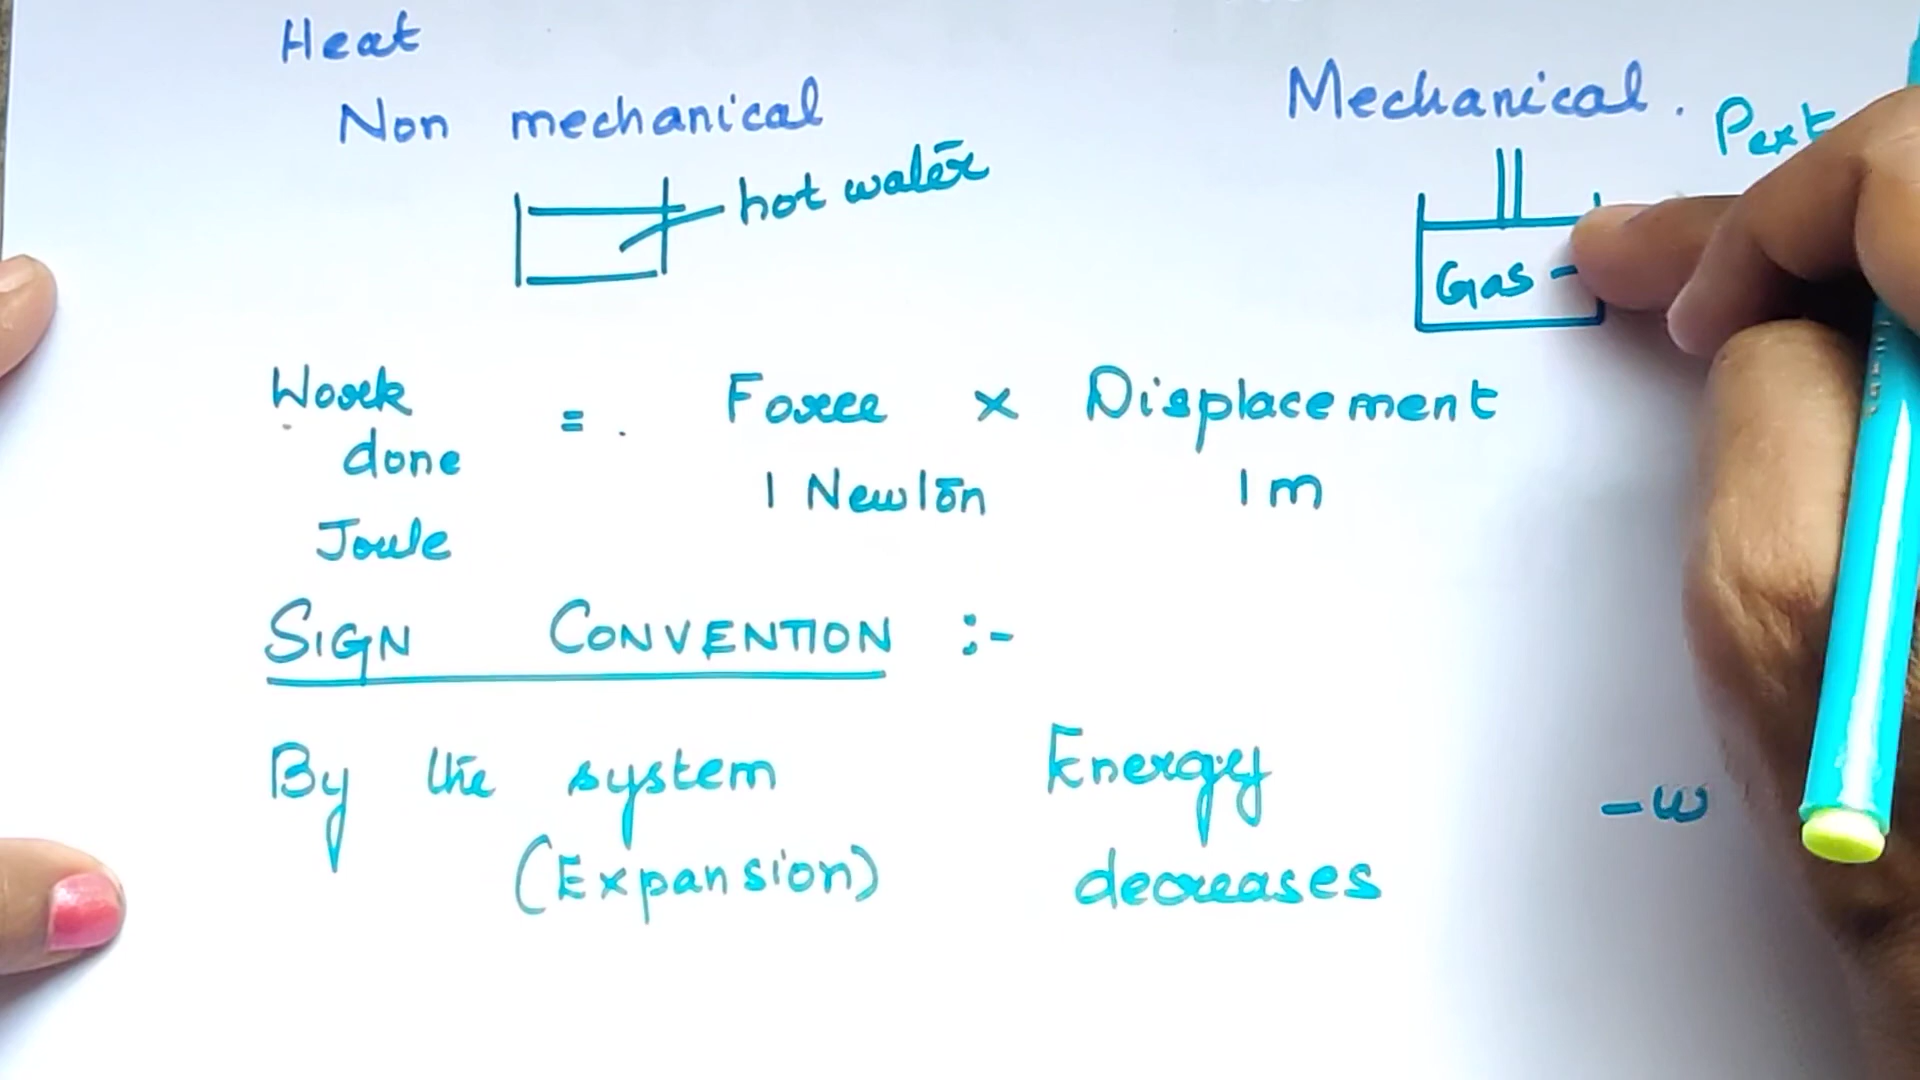 Heat
Non mechanical
hot water
Mechanical.
Pext
Gas
Work done = Force x Displacement
Joule
1 Newton
1 m
SIGN CONVENTION :-
By the system (Expansion)
Energy decreases
-w